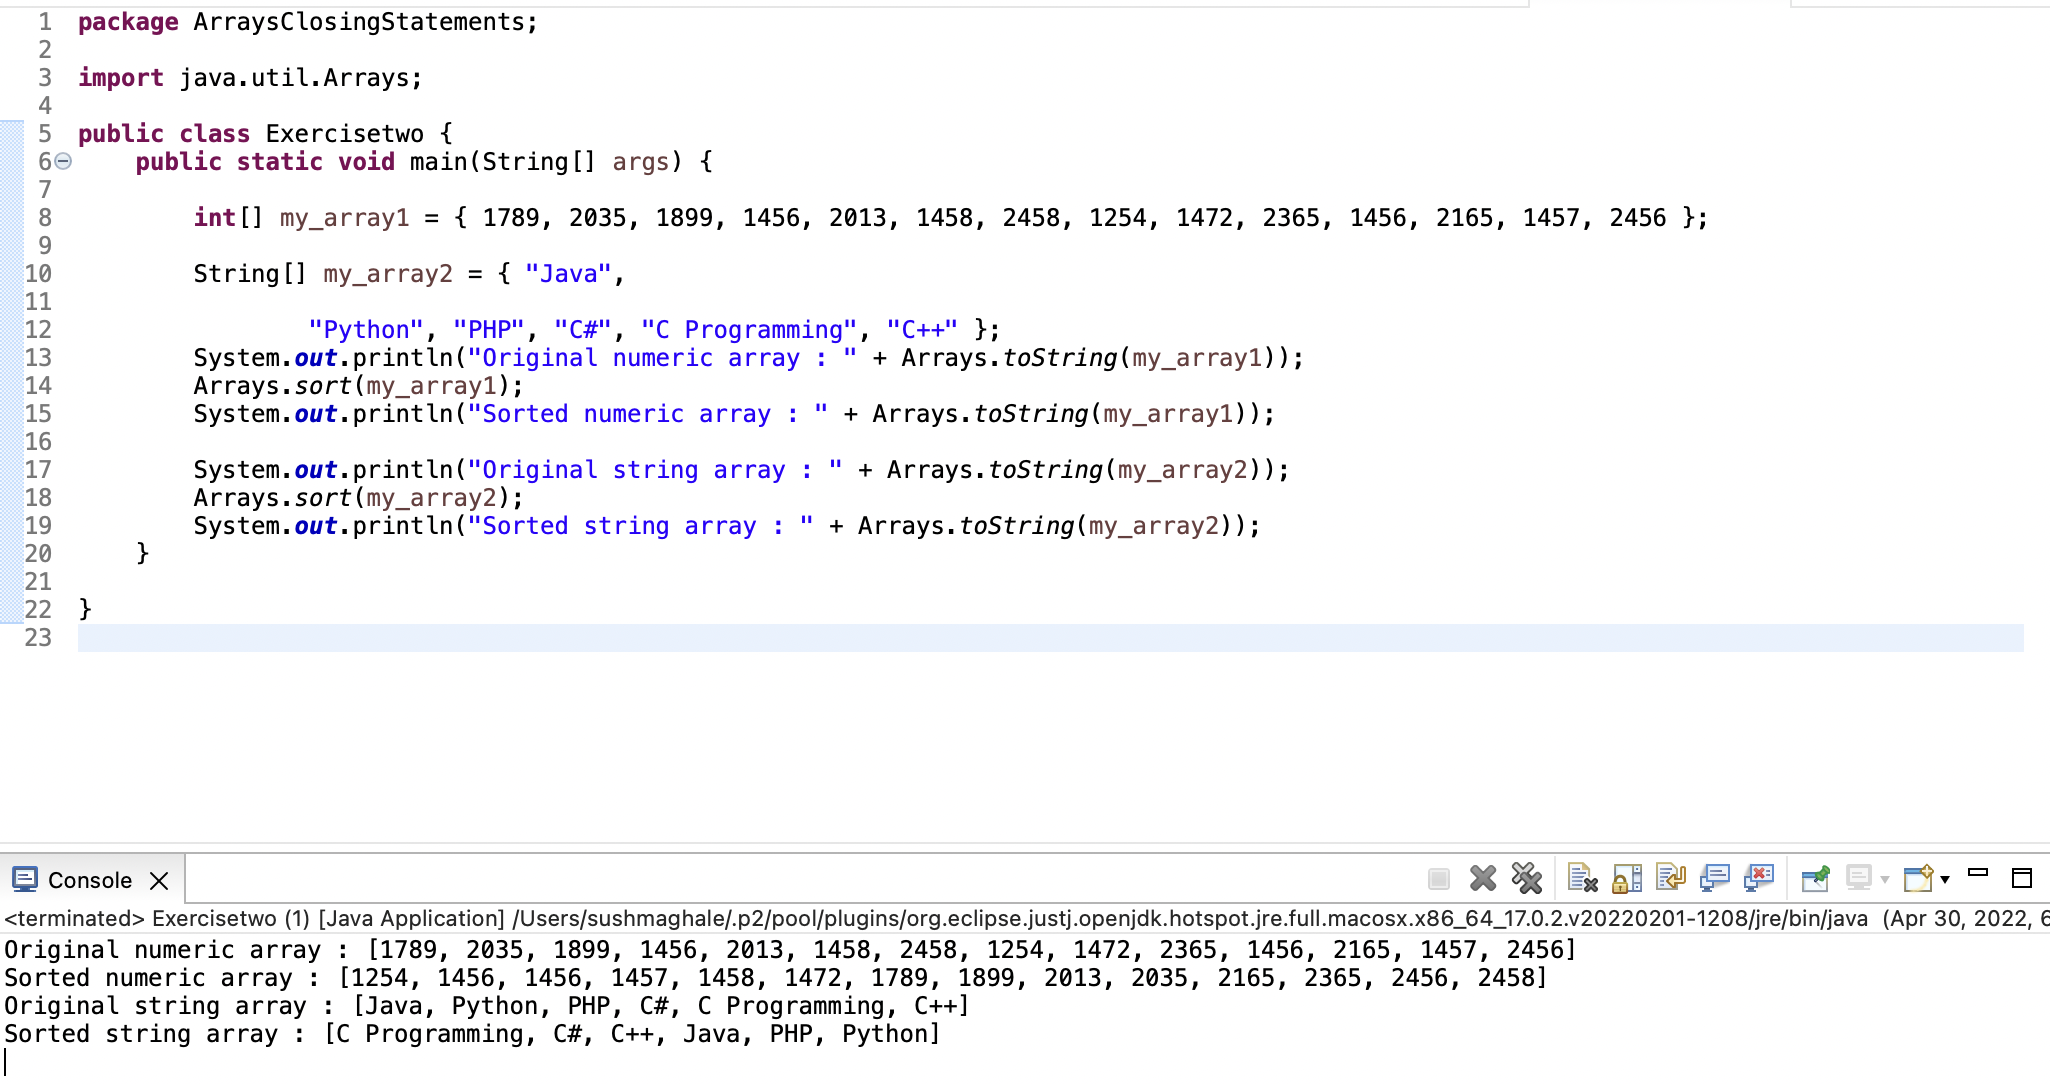 1 package ArraysClosingStatements;
2
3 import java.util.Arrays;
4
5 public class Exercisetwo {
6 public static void main(String[] args) {
7
8 int[] my_array1 = { 1789, 2035, 1899, 1456, 2013, 1458, 2458, 1254, 1472, 2365, 1456, 2165, 1457, 2456 };
9
10 String[] my_array2 = { "Java",
11
12 "Python", "PHP", "C#", "C Programming", "C++" };
13 System.out.println("Original numeric array : " + Arrays.toString(my_array1));
14 Arrays.sort(my_array1);
15 System.out.println("Sorted numeric array : " + Arrays.toString(my_array1));
16
17 System.out.println("Original string array : " + Arrays.toString(my_array2));
18 Arrays.sort(my_array2);
19 System.out.println("Sorted string array : " + Arrays.toString(my_array2));
20 }
21
22 }
23
Console
<terminated> Exercisetwo (1) [Java Application] /Users/sushmaghale/.p2/pool/plugins/org.eclipse.justj.openjdk.hotspot.jre.full.macosx.x86_64_17.0.2.v20220201-1208/jre/bin/java (Apr 30, 2022, 6
Original numeric array : [1789, 2035, 1899, 1456, 2013, 1458, 2458, 1254, 1472, 2365, 1456, 2165, 1457, 2456]
Sorted numeric array : [1254, 1456, 1456, 1457, 1458, 1472, 1789, 1899, 2013, 2035, 2165, 2365, 2456, 2458]
Original string array : [Java, Python, PHP, C#, C Programming, C++]
Sorted string array : [C Programming, C#, C++, Java, PHP, Python]